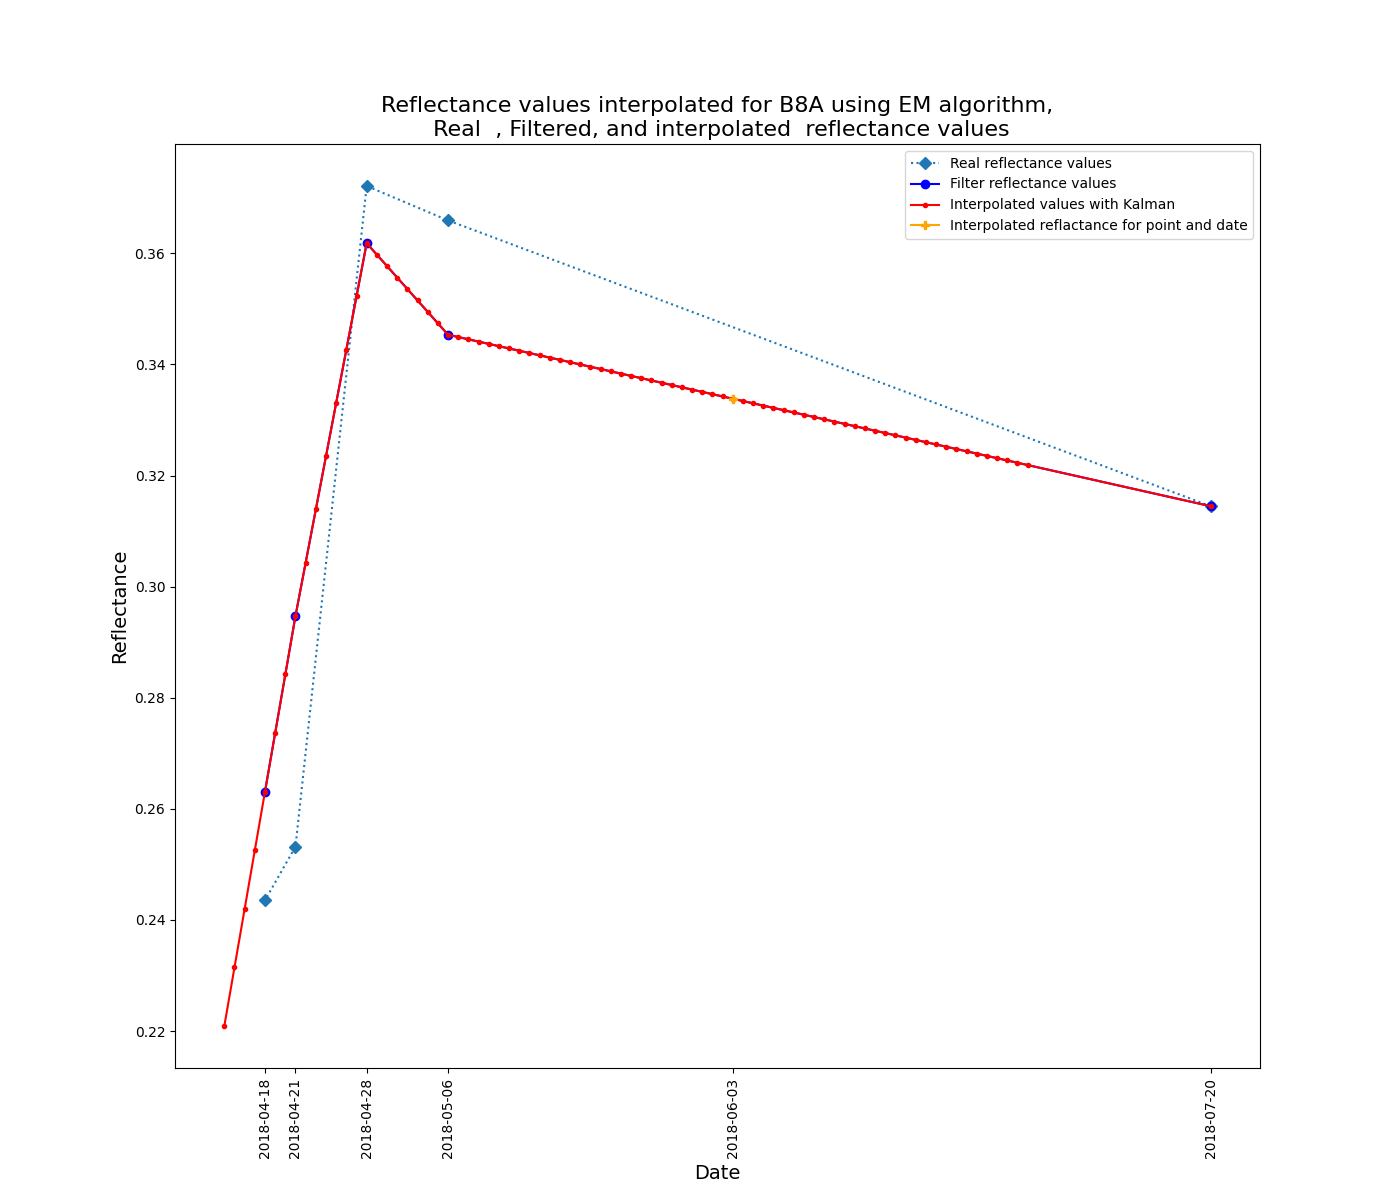 Reflectance values interpolated for B8A using EM algorithm,
Real , Filtered, and interpolated reflectance values
Real reflectance values
Filter reflectance values
Interpolated values with Kalman
Interpolated reflactance for point and date
Reflectance
0.36
0.34
0.32
0.30
0.28
0.26
0.24
0.22
2018-04-18
2018-04-21
2018-04-28
2018-05-06
2018-06-03
2018-07-20
Date